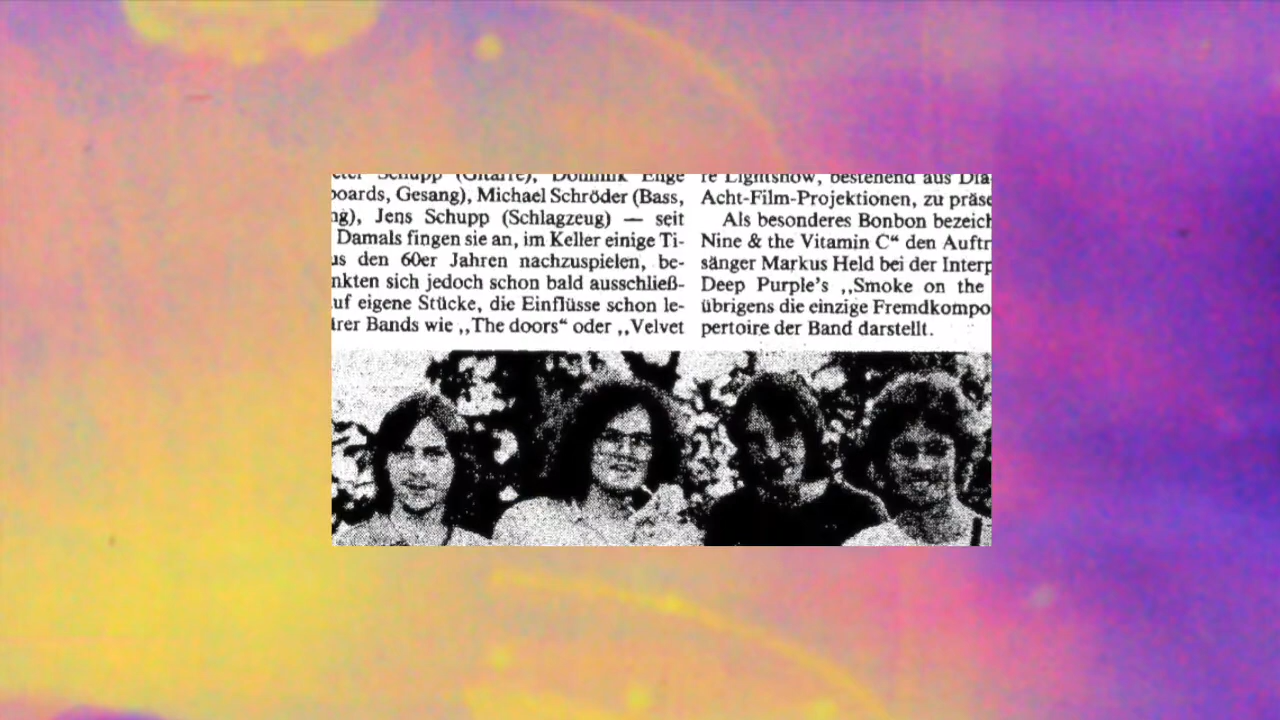 Schupp (Gitarre), Dominik Enge
boards, Gesang), Michael Schröder (Bass,
ng), Jens Schupp (Schlagzeug) — seit
Damals fingen sie an, im Keller einige Ti-
us den 60er Jahren nachzuspielen, be-
nkten sich jedoch schon bald ausschließ-
uf eigene Stücke, die Einflüsse schon le-
irer Bands wie ,,The doors“ oder ,,Velvet
re Lightshow, bestehend aus Dia
Acht-Film-Projektionen, zu präse
Als besonderes Bonbon bezeich
Nine & the Vitamin C“ den Auftr
sänger Markus Held bei der Interp
Deep Purple's ,,Smoke on the
übrigens die einzige Fremdkompo
pertoire der Band darstellt.